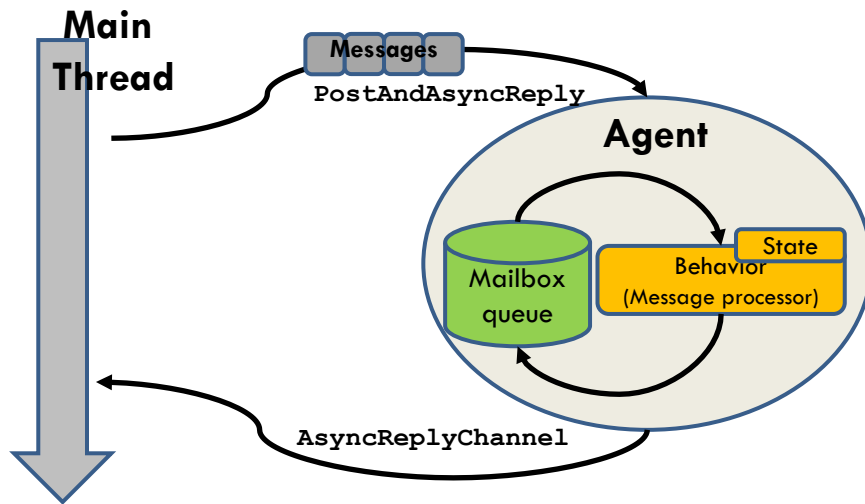 Main
Thread
Messages
PostAndAsyncReply
Agent
State
Mailbox
queue
Behavior
(Message processor)
AsyncReplyChannel